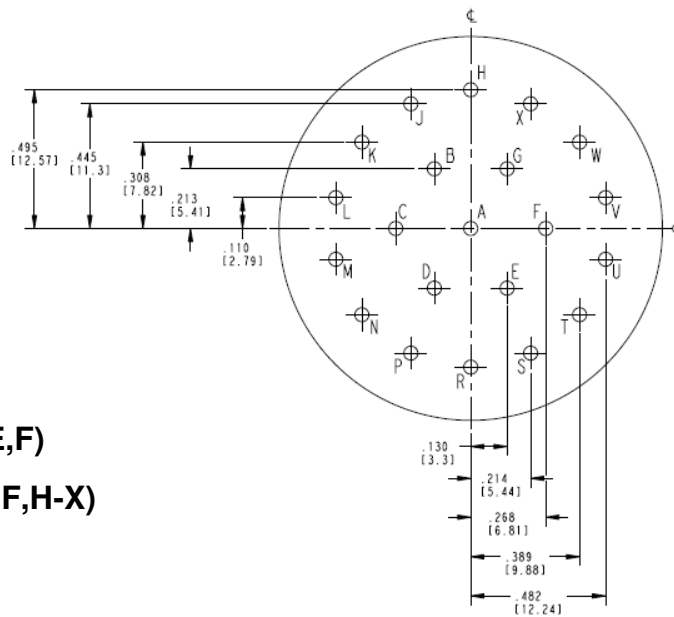 ℄
H
J
X
K
W
B
G
L
C
A
F
V
M
D
E
U
N
T
P
R
S
.495
[12.57]
.445
[11.3]
.308
[7.82]
.213
[5.41]
.110
[2.79]
E,F)
F,H-X)
.130
[3.3]
.214
[5.44]
.268
[6.81]
.389
[9.88]
.482
[12.24]